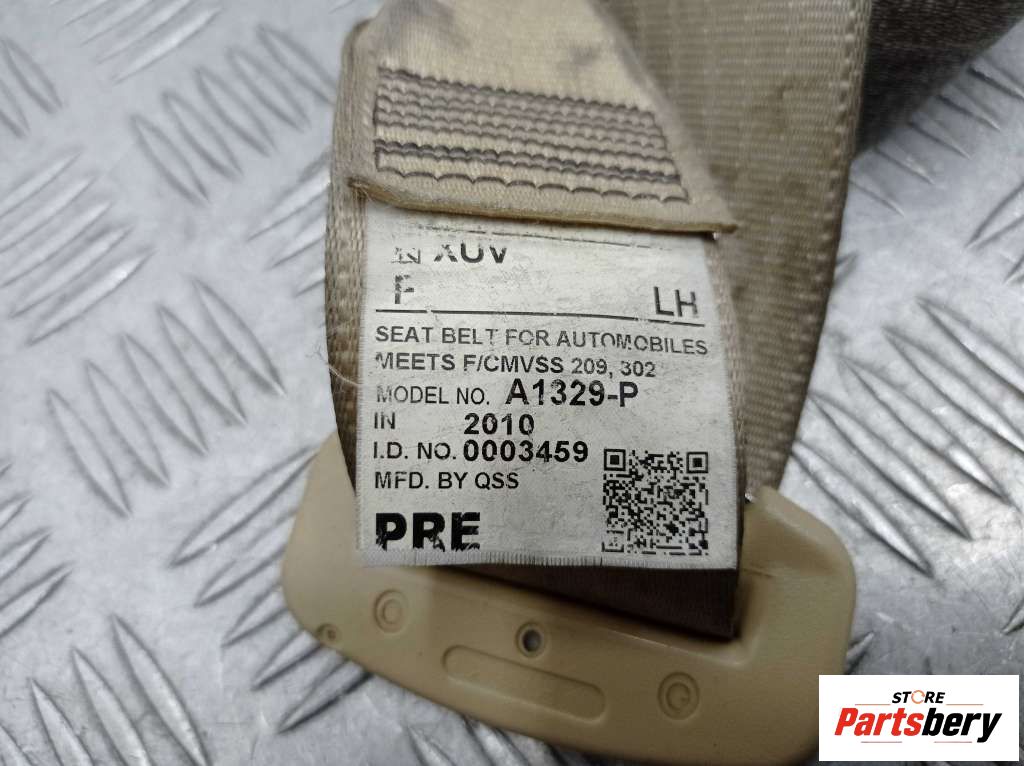 XUV
F LH
SEAT BELT FOR AUTOMOBILES
MEETS F/CMVSS 209, 302
MODEL NO. A1329-P
IN 2010
I.D. NO. 0003459
MFD. BY QSS
PRE
STORE
Partsbery